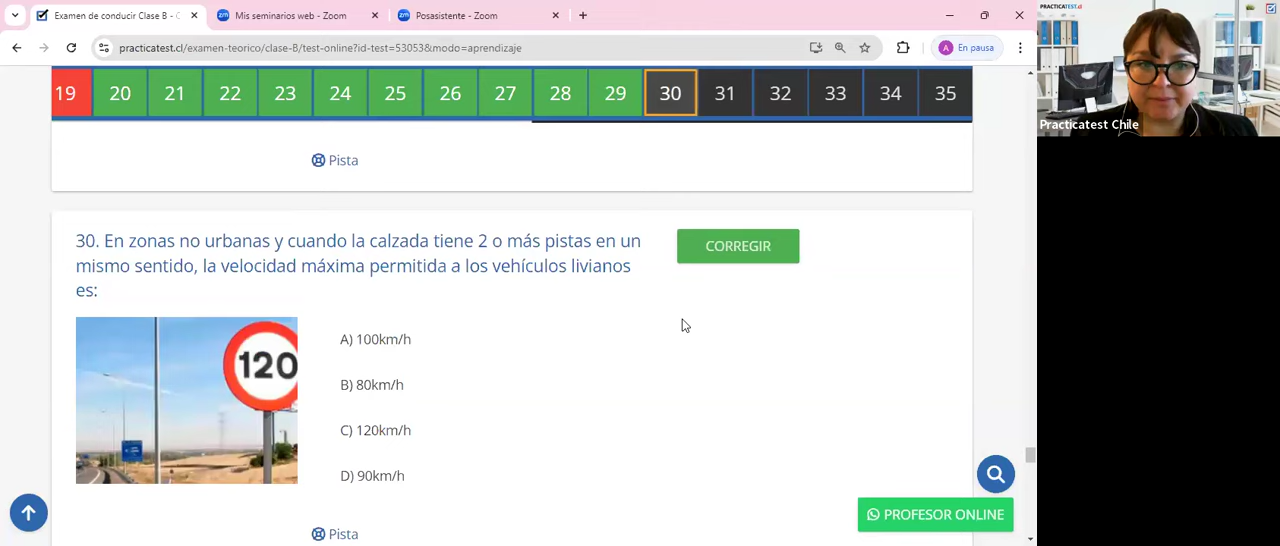 Examen de conducir Clase B - C
Mis seminarios web - Zoom
Posasistente - Zoom
practicatest.cl/examen-teorico/clase-B/test-online?id-test=53053&modo=aprendizaje
A En pausa
PRACTICATEST.cl
Practicatest Chile
19 20 21 22 23 24 25 26 27 28 29 30 31 32 33 34 35
Pista
30. En zonas no urbanas y cuando la calzada tiene 2 o más pistas en un
mismo sentido, la velocidad máxima permitida a los vehículos livianos
es:
CORREGIR
120
A) 100km/h
B) 80km/h
C) 120km/h
D) 90km/h
Pista
PROFESOR ONLINE